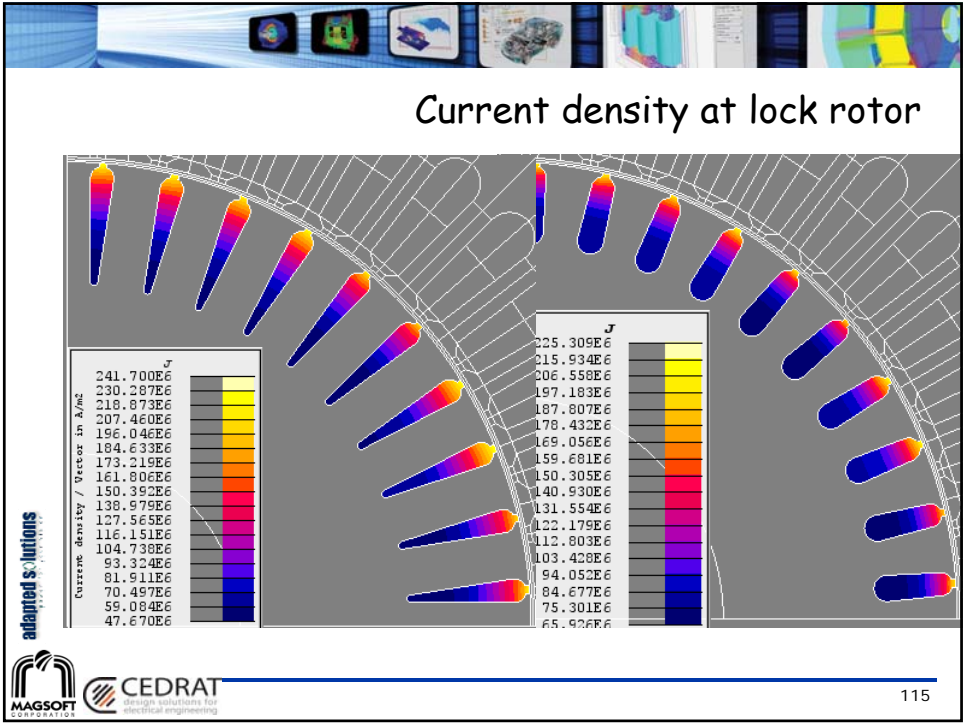 Current density at lock rotor
J
241.700E6
230.287E6
218.873E6
207.460E6
196.046E6
184.633E6
173.219E6
161.806E6
150.392E6
138.979E6
127.565E6
116.151E6
104.738E6
93.324E6
81.911E6
70.497E6
59.084E6
47.670E6
Current density / Vector in A/m2
J
225.309E6
215.934E6
206.558E6
197.183E6
187.807E6
178.432E6
169.056E6
159.681E6
150.305E6
140.930E6
131.554E6
122.179E6
112.803E6
103.428E6
94.052E6
84.677E6
75.301E6
65.926E6
adapted solutions
MAGSOFT
CORPORATION
CEDRAT
design solutions for
electrical engineering
115